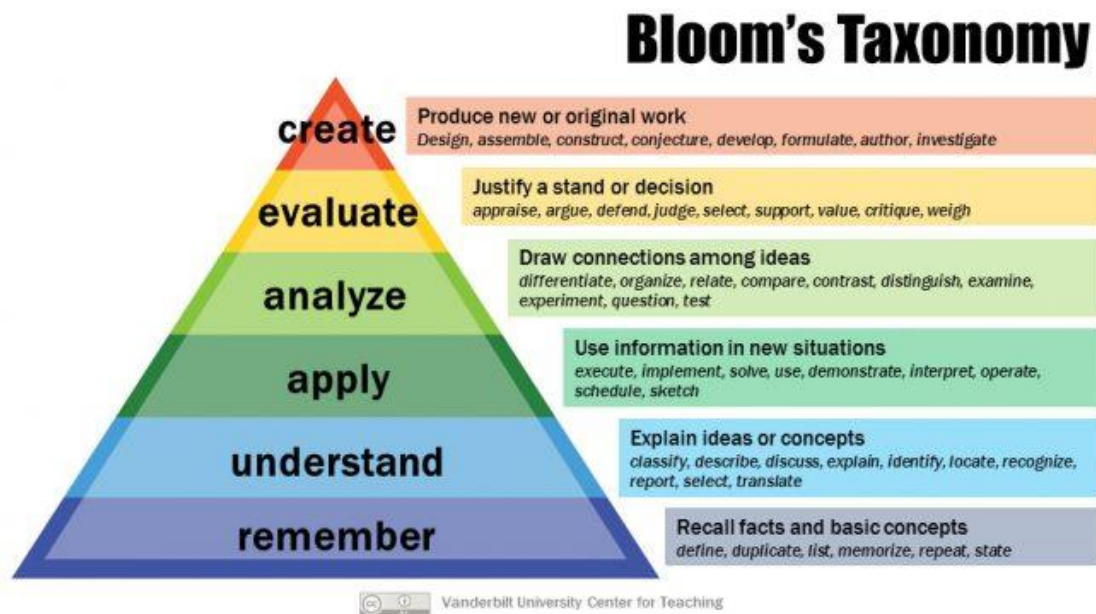 Bloom's Taxonomy
create
Produce new or original work
Design, assemble, construct, conjecture, develop, formulate, author, investigate
evaluate
Justify a stand or decision
appraise, argue, defend, judge, select, support, value, critique, weigh
analyze
Draw connections among ideas
differentiate, organize, relate, compare, contrast, distinguish, examine,
experiment, question, test
apply
Use information in new situations
execute, implement, solve, use, demonstrate, interpret, operate,
schedule, sketch
understand
Explain ideas or concepts
classify, describe, discuss, explain, identify, locate, recognize,
report, select, translate
remember
Recall facts and basic concepts
define, duplicate, list, memorize, repeat, state
cc
Vanderbilt University Center for Teaching